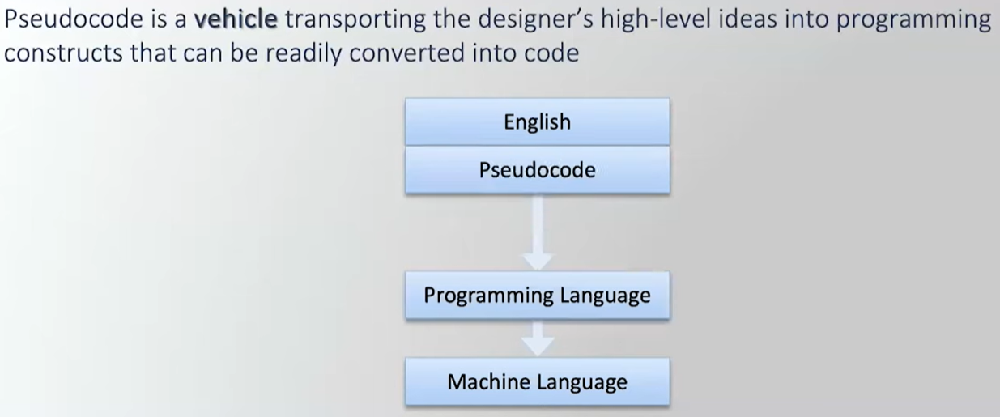 Pseudocode is a vehicle transporting the designer's high-level ideas into programming
constructs that can be readily converted into code
English
Pseudocode
Programming Language
Machine Language